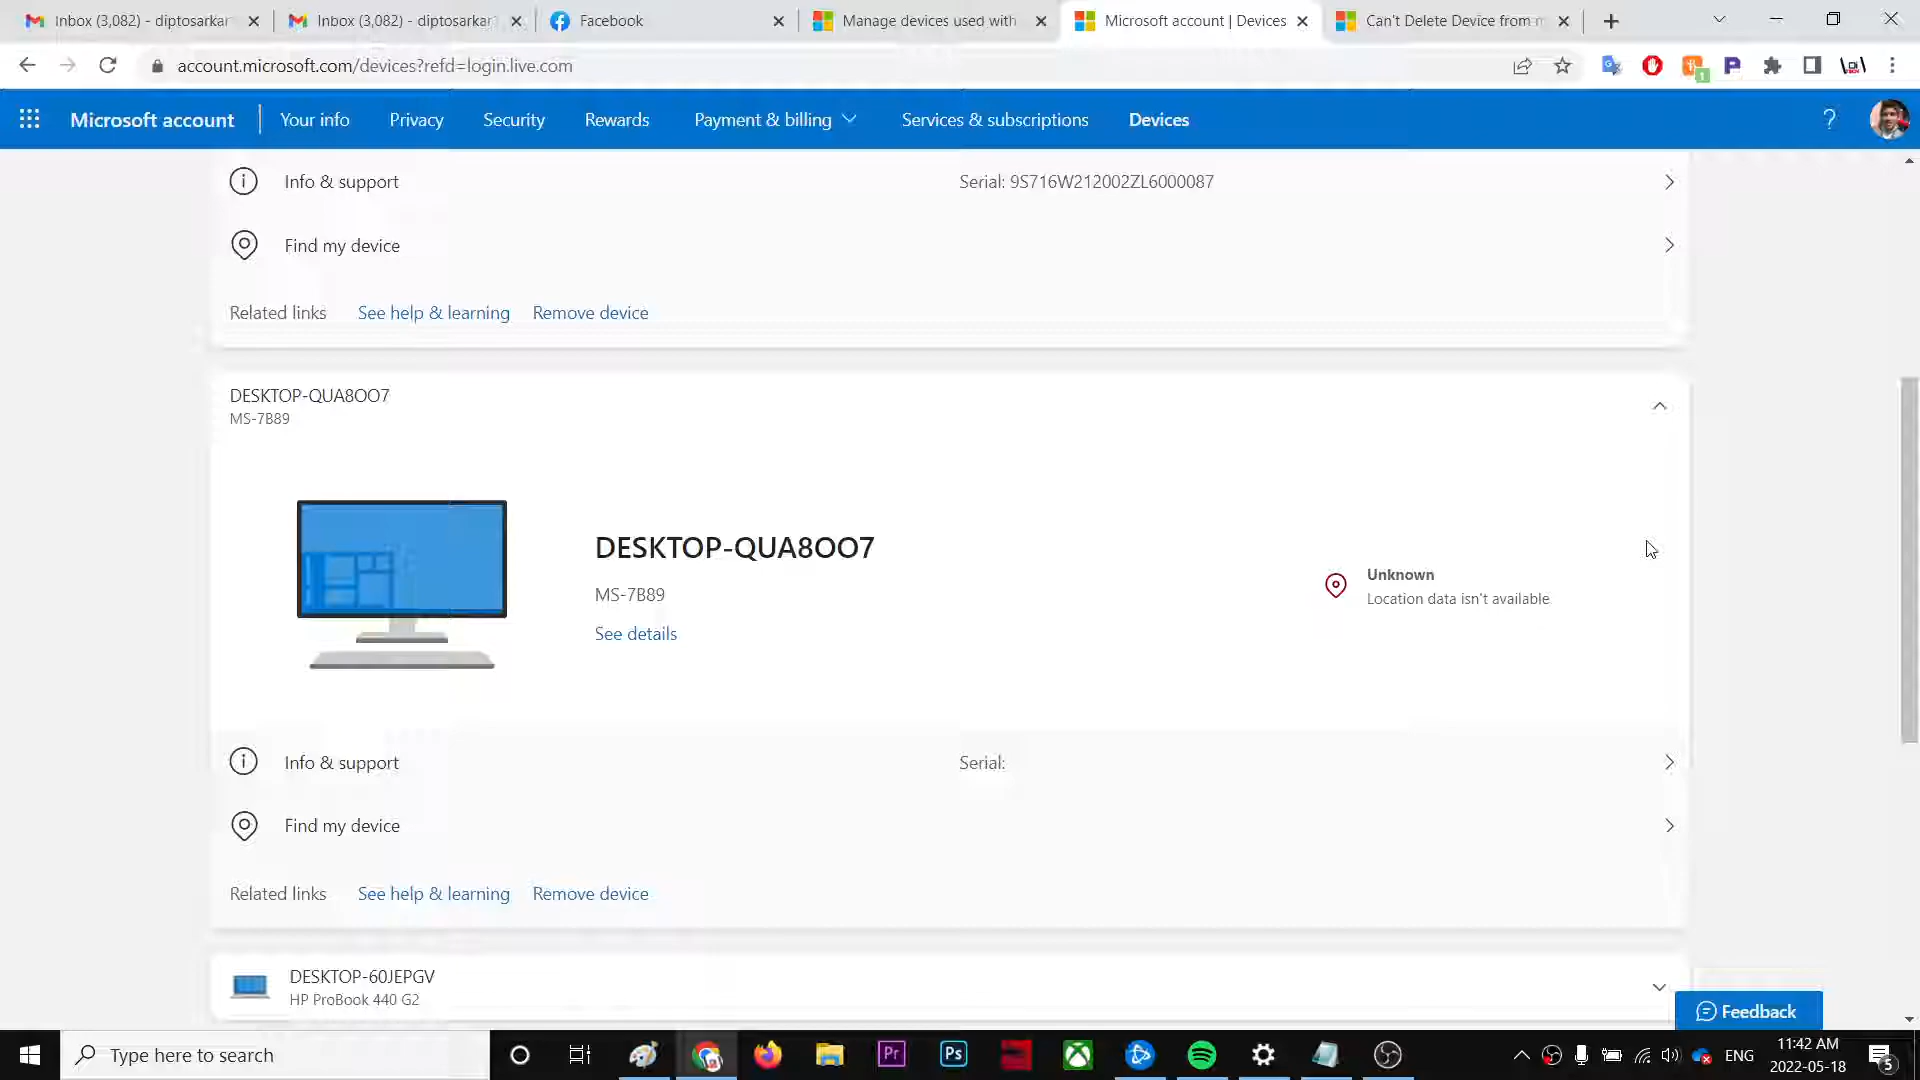 Inbox (3,082) - diptosarkar
Inbox (3,082) - diptosarkar
Facebook
Manage devices used with
Microsoft account | Devices
Can't Delete Device from m
account.microsoft.com/devices?refd=login.live.com
1
Microsoft account
Your info
Privacy
Security
Rewards
Payment & billing
Services & subscriptions
Devices
?
Info & support
Serial: 9S716W212002ZL6000087
Find my device
Related links
See help & learning
Remove device
DESKTOP-QUA8OO7
MS-7B89
DESKTOP-QUA8OO7
MS-7B89
See details
Unknown
Location data isn't available
Info & support
Serial:
Find my device
Related links
See help & learning
Remove device
DESKTOP-60JEPGV
HP ProBook 440 G2
Feedback
Type here to search
Pr
Ps
ENG
11:42 AM
2022-05-18
5